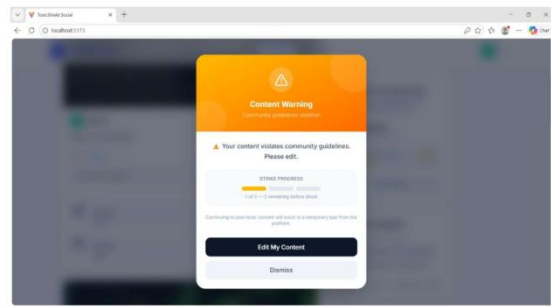 ToxicShield Social
localhost:5173
Chat
Content Warning
Community guidelines violation
Your content violates community guidelines.
Please edit.
STRIKE PROGRESS
1 of 3 — 2 remaining before block
Continuing to post toxic content will result in a temporary ban from the
platform.
Edit My Content
Dismiss